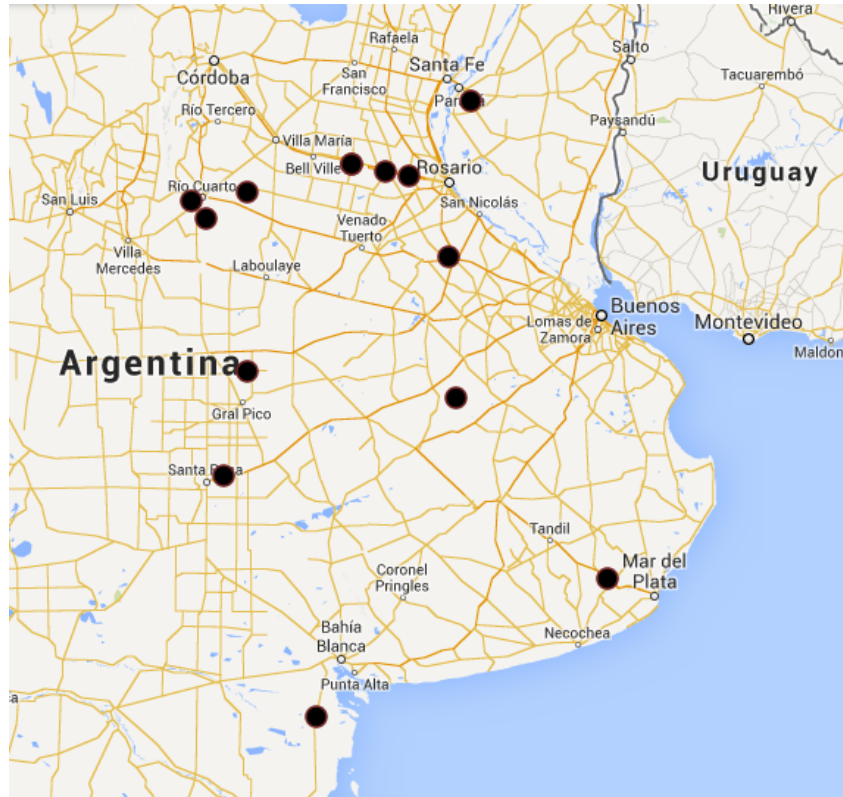 Rivera
Rafaela
Salto
Santa Fe
Córdoba
San
Francisco
Tacuarembó
Río Tercero
Paysandú
Villa María
Bell Ville
Rosario
Uruguay
Río Cuarto
San Luis
San Nicolás
Venado
Tuerto
Villa
Mercedes
Laboulaye
Buenos
Aires
Lomas de
Zamora
Montevideo
Maldon
Argentina
Gral Pico
Santa
Tandil
Mar del
Plata
Coronel
Pringles
Necochea
Bahía
Blanca
Punta Alta